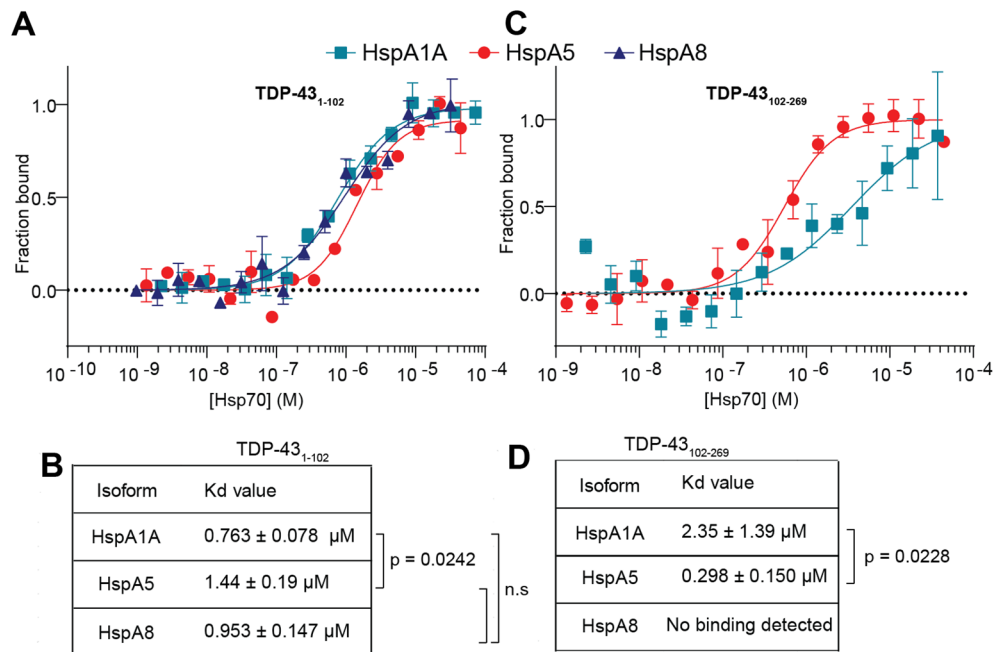 A
C
HspA1A HspA5 HspA8
TDP-43₁₋₁₀₂
TDP-43₁₀₂₋₂₆₉
Fraction bound
1.0
0.5
0.0
10⁻¹⁰ 10⁻⁹ 10⁻⁸ 10⁻⁷ 10⁻⁶ 10⁻⁵ 10⁻⁴
[Hsp70] (M)
Fraction bound
1.0
0.5
0.0
10⁻⁹ 10⁻⁸ 10⁻⁷ 10⁻⁶ 10⁻⁵ 10⁻⁴
[Hsp70] (M)
B
TDP-43₁₋₁₀₂
Isoform Kd value
HspA1A 0.763 ± 0.078 µM
HspA5 1.44 ± 0.19 µM
HspA8 0.953 ± 0.147 µM
p = 0.0242
n.s
D
TDP-43₁₀₂₋₂₆₉
Isoform Kd value
HspA1A 2.35 ± 1.39 µM
HspA5 0.298 ± 0.150 µM
HspA8 No binding detected
p = 0.0228